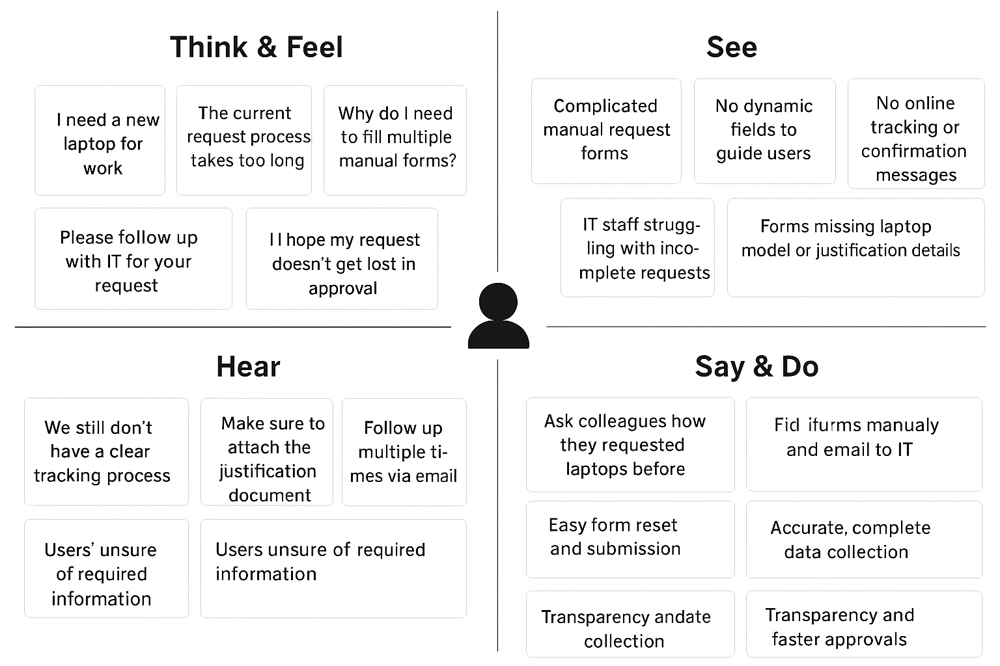 Think & Feel
I need a new
laptop for
work
The current
request process
takes too long
Why do I need
to fill multiple
manual forms?
Please follow up
with IT for your
request
I I hope my request
doesn't get lost in
approval
See
Complicated
manual request
forms
No dynamic
fields to
guide users
No online
tracking or
confirmation
messages
IT staff strugg-
ling with inco-
mplete requests
Forms missing laptop
model or justification details
Hear
We still don't
have a clear
tracking process
Make sure to
attach the
justification
document
Follow up
multiple ti-
mes via email
Users' unsure
of required
information
Users unsure of required
information
Say & Do
Ask colleagues how
they requested
laptops before
Fid ifurms manualy
and email to IT
Easy form reset
and submission
Accurate, complete
data collection
Transparency andate
collection
Transparency and
faster approvals